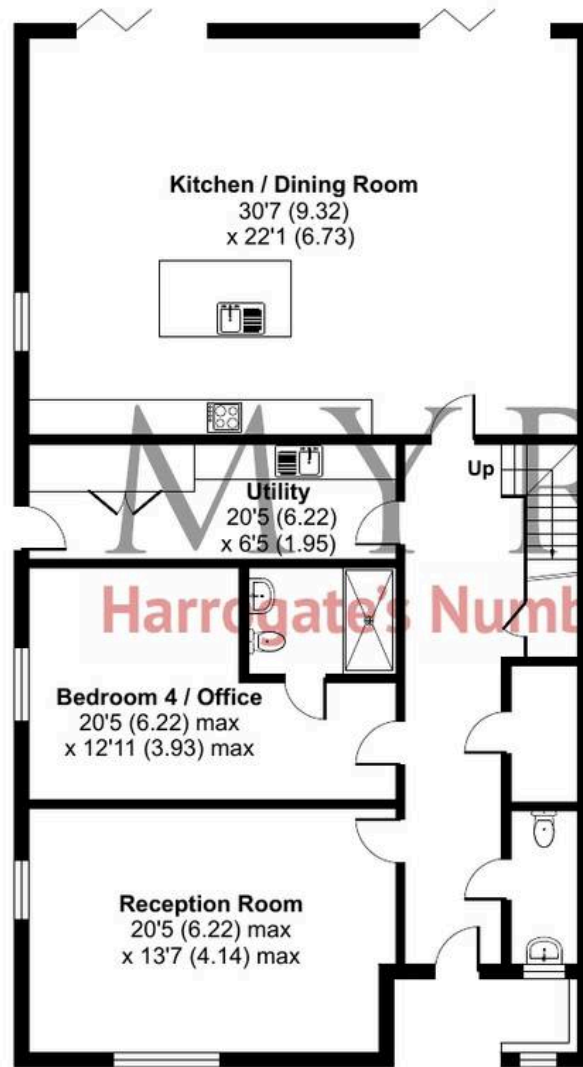 Kitchen / Dining Room
30'7 (9.32)
x 22'1 (6.73)
MY
Up
Utility
20'5 (6.22)
x 6'5 (1.95)
Harrogate's Numb
Bedroom 4 / Office
20'5 (6.22) max
x 12'11 (3.93) max
Reception Room
20'5 (6.22) max
x 13'7 (4.14) max